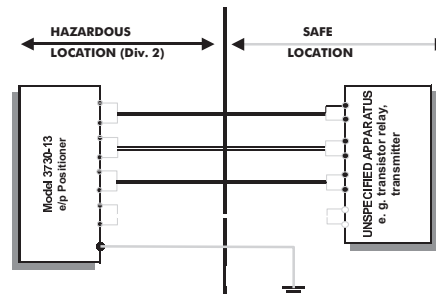 HAZARDOUS
LOCATION (Div. 2)
SAFE
LOCATION
Model 3730-13
e/p Positioner
UNSPECIFIED APPARATUS
e. g. transistor relay,
transmitter